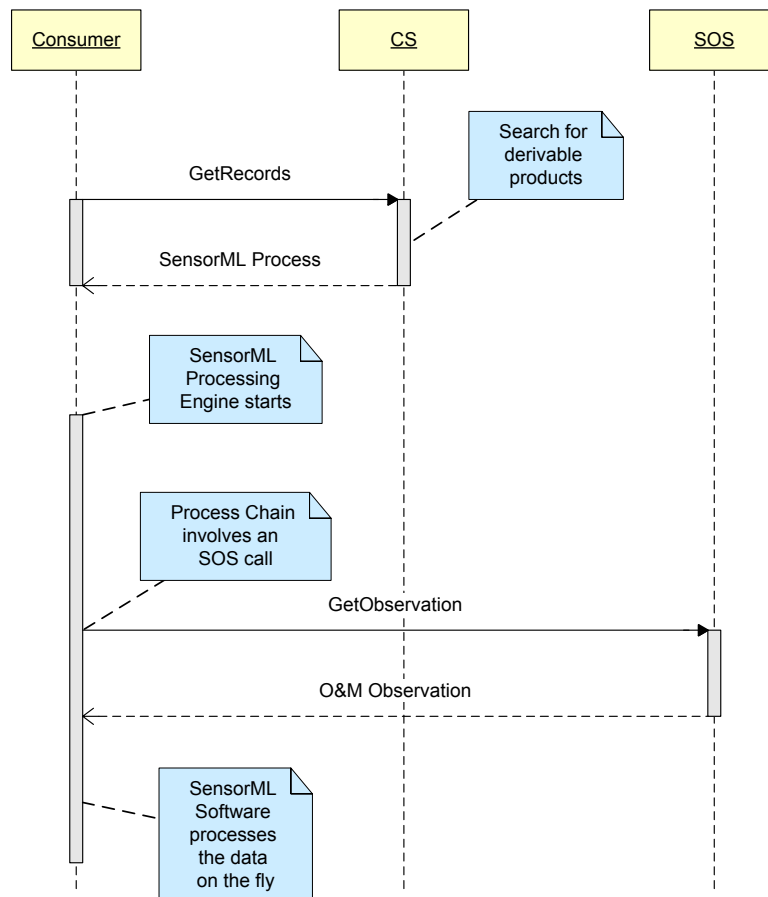 Consumer
CS
SOS
Search for
derivable
products
GetRecords
SensorML Process
SensorML
Processing
Engine starts
Process Chain
involves an
SOS call
GetObservation
O&M Observation
SensorML
Software
processes
the data
on the fly